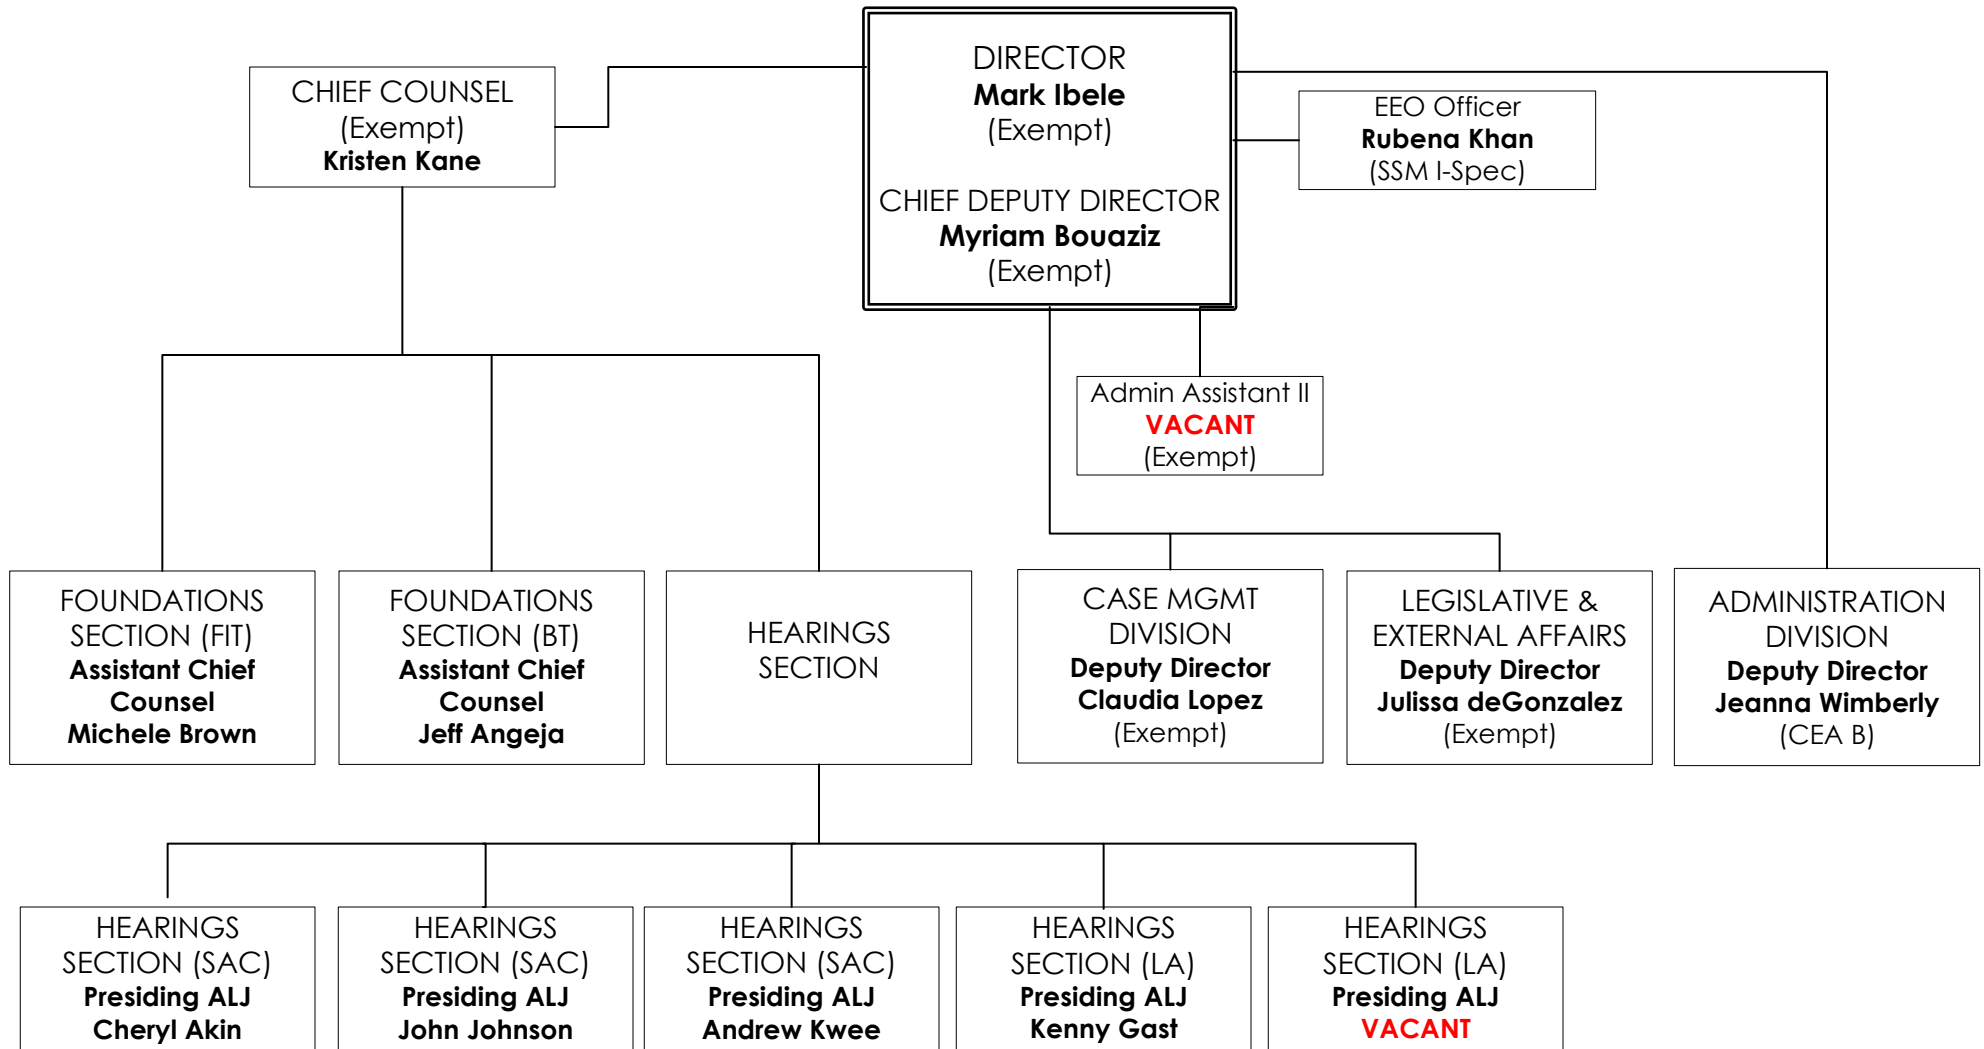 DIRECTOR
Mark Ibele
(Exempt)
CHIEF DEPUTY DIRECTOR
Myriam Bouaziz
(Exempt)
CHIEF COUNSEL
(Exempt)
Kristen Kane
EEO Officer
Rubena Khan
(SSM I-Spec)
Admin Assistant II
VACANT
(Exempt)
FOUNDATIONS
SECTION (FIT)
Assistant Chief
Counsel
Michele Brown
FOUNDATIONS
SECTION (BT)
Assistant Chief
Counsel
Jeff Angeja
HEARINGS
SECTION
CASE MGMT
DIVISION
Deputy Director
Claudia Lopez
(Exempt)
LEGISLATIVE &
EXTERNAL AFFAIRS
Deputy Director
Julissa deGonzalez
(Exempt)
ADMINISTRATION
DIVISION
Deputy Director
Jeanna Wimberly
(CEA B)
HEARINGS
SECTION (SAC)
Presiding ALJ
Cheryl Akin
HEARINGS
SECTION (SAC)
Presiding ALJ
John Johnson
HEARINGS
SECTION (SAC)
Presiding ALJ
Andrew Kwee
HEARINGS
SECTION (LA)
Presiding ALJ
Kenny Gast
HEARINGS
SECTION (LA)
Presiding ALJ
VACANT